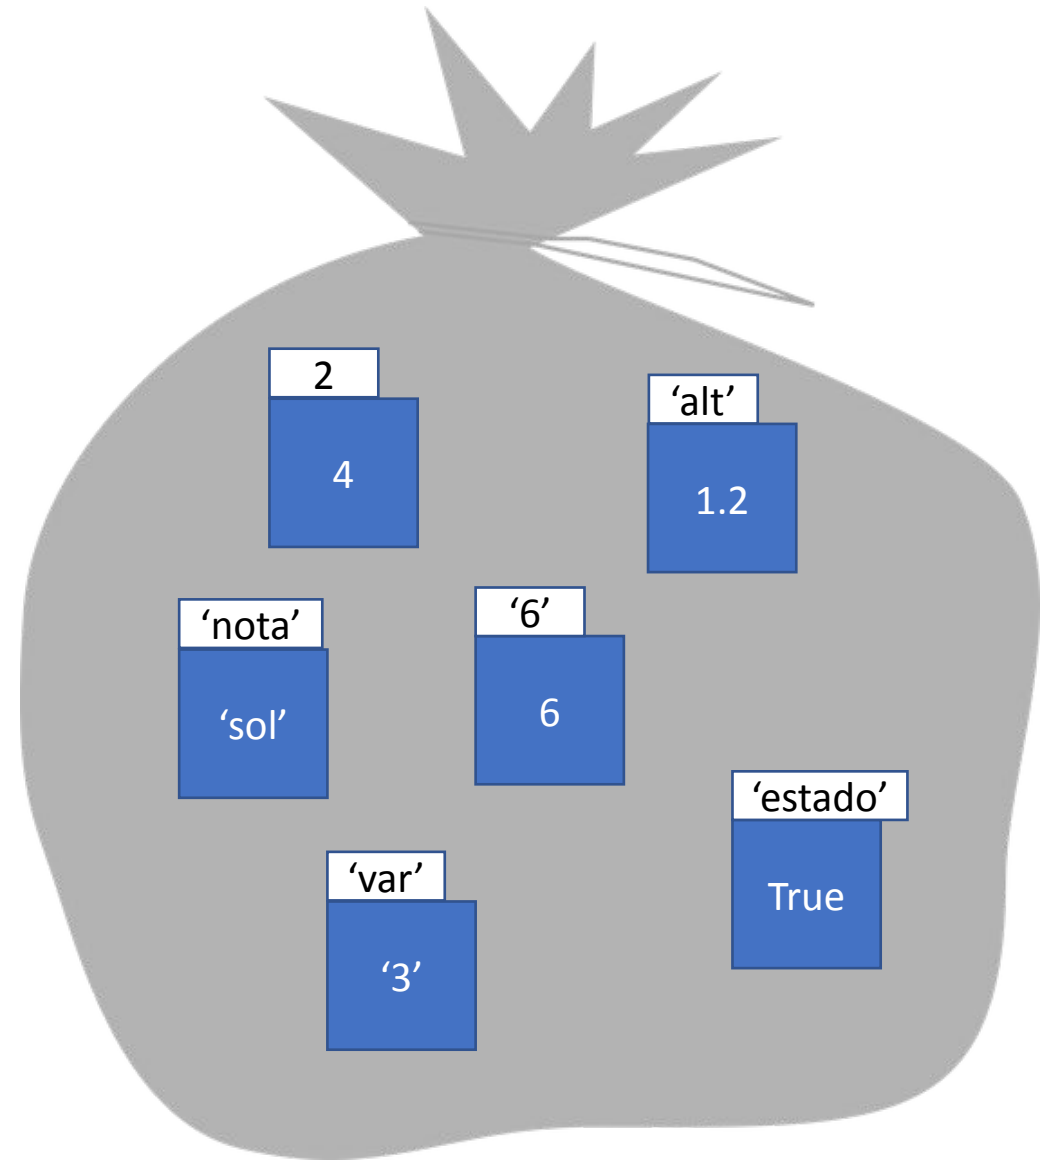 2
4
‘alt’
1.2
‘nota’
‘sol’
‘6’
6
‘estado’
True
‘var’
‘3’